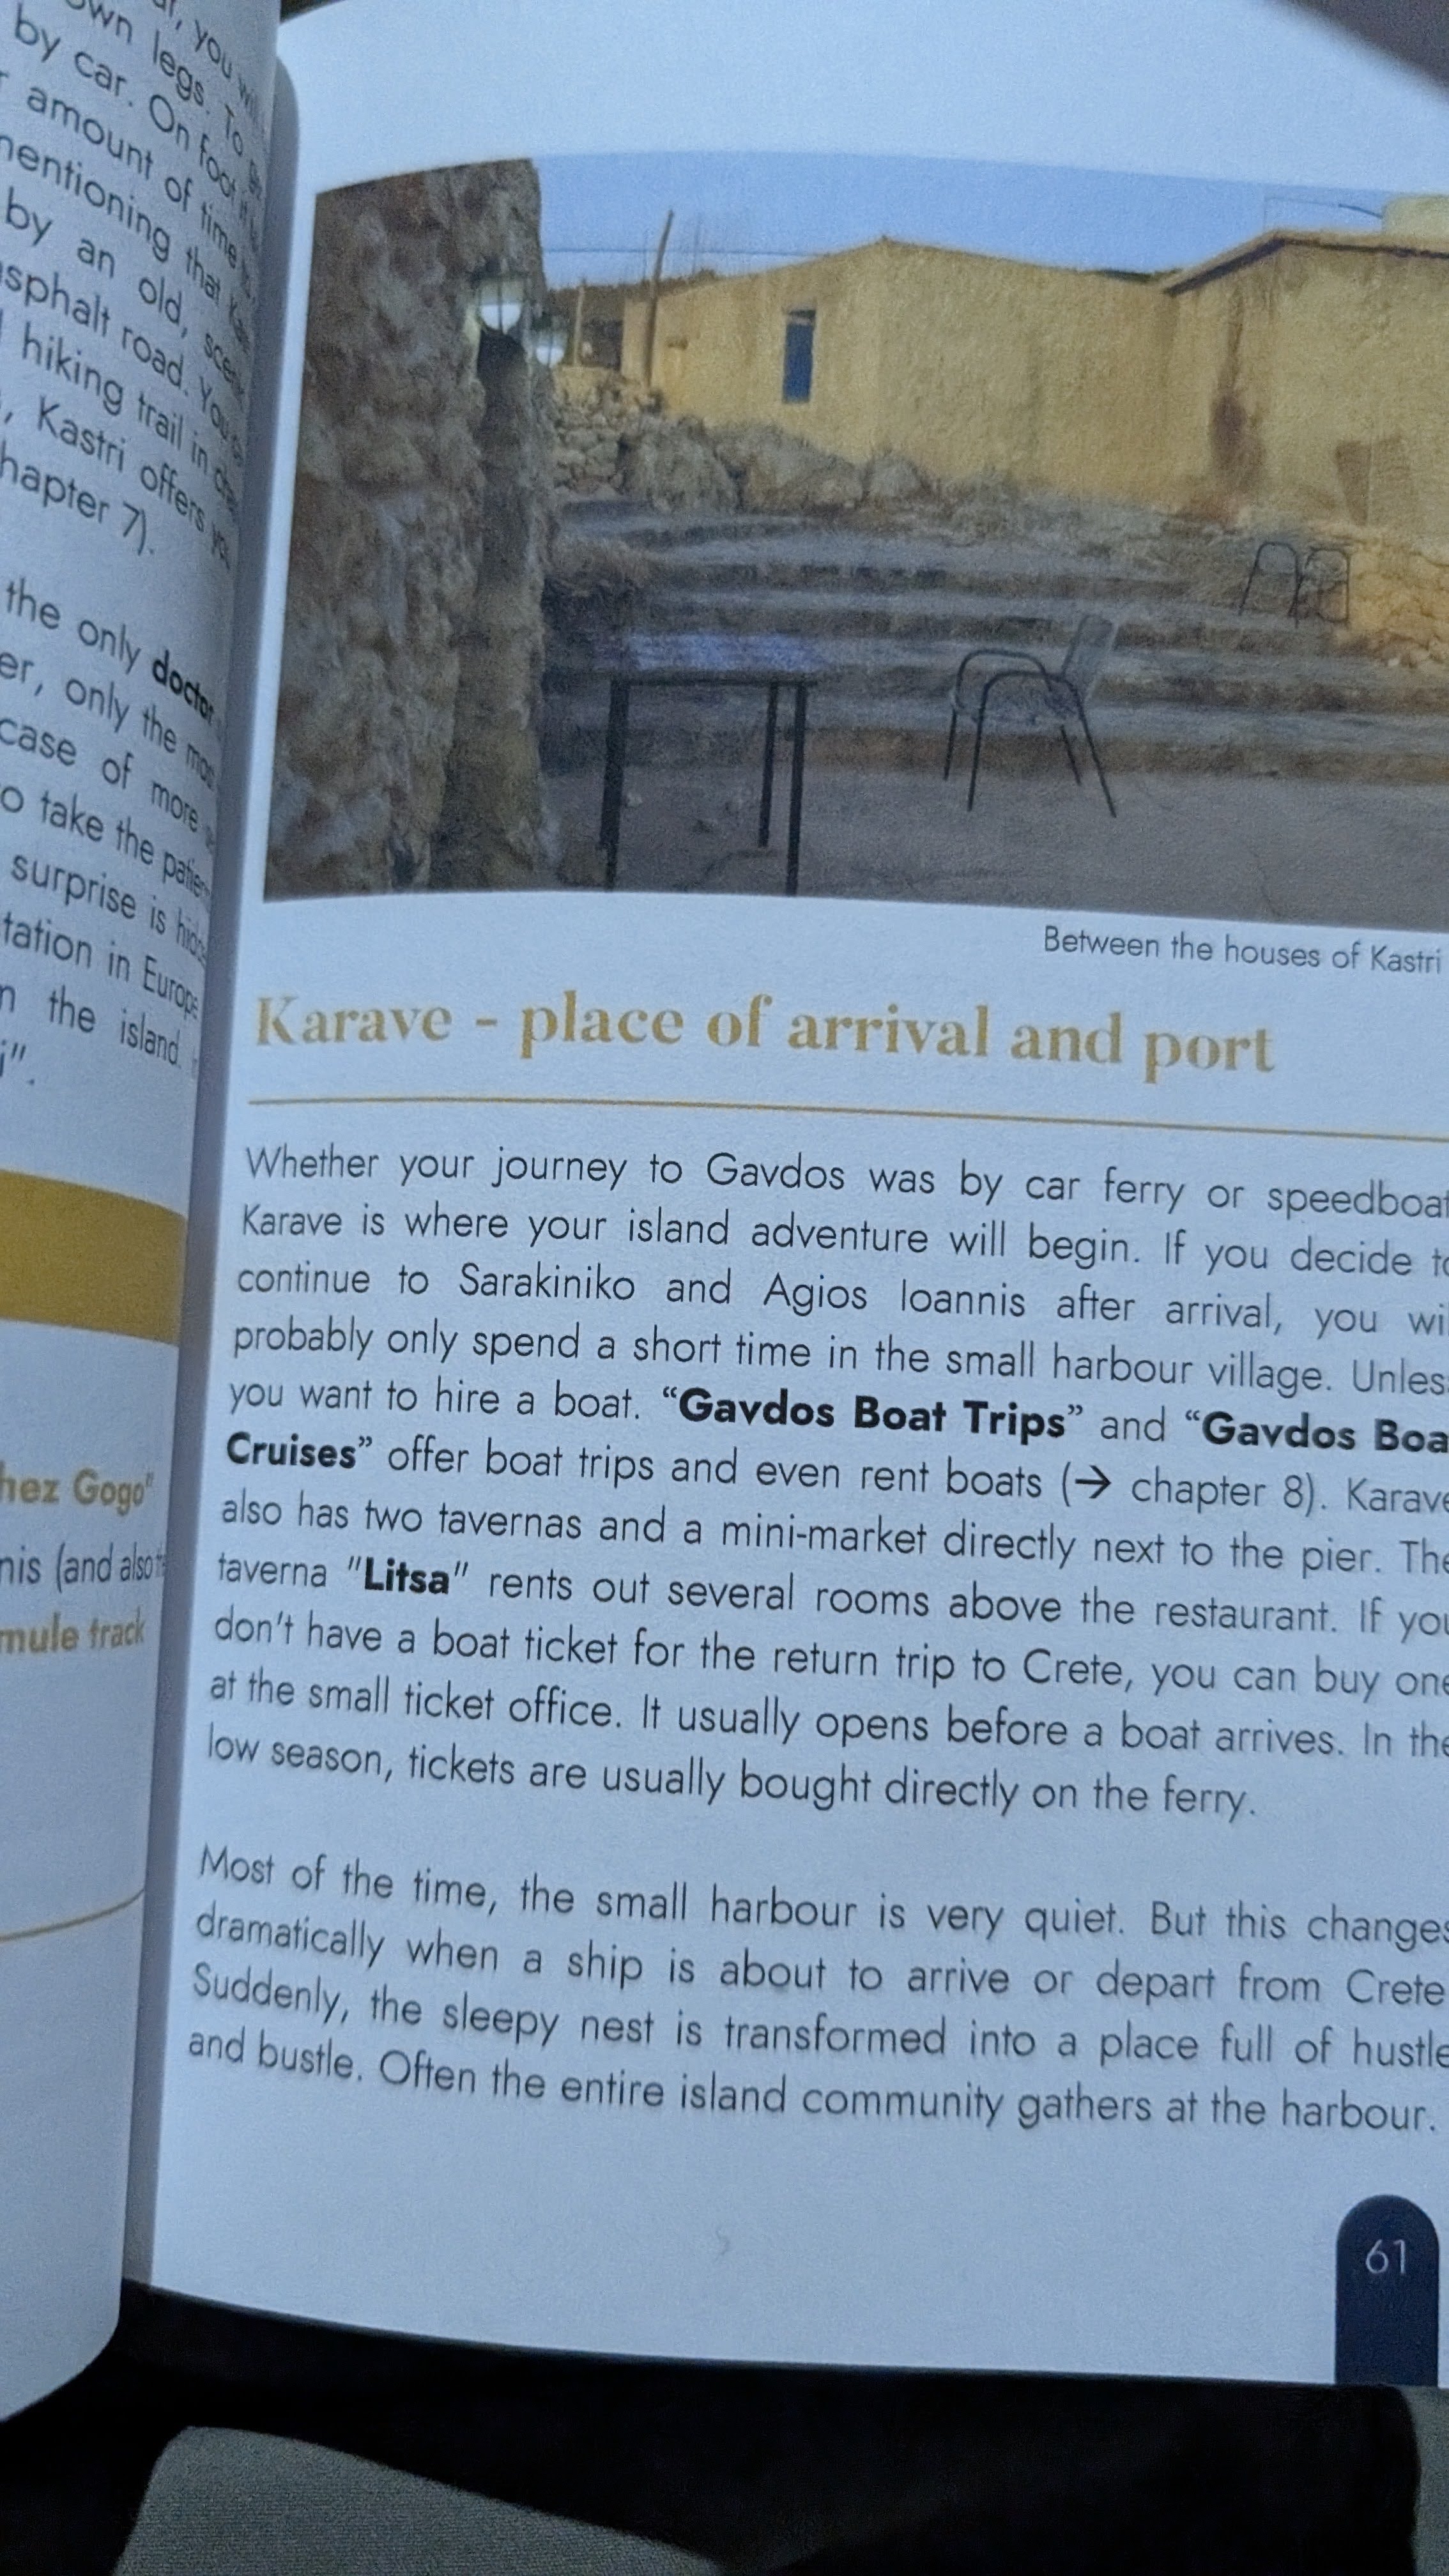 own legs. To
by car. On foot it
amount of time
mentioning that
by an old,
asphalt road. You
hiking trail in
, Kastri offers you
chapter 7).
the only doctor
er, only the
case of more
to take the
surprise is
tation in Europe
the island
i".
hez Gogo"
nis (and also
mule track
Between the houses of Kastri
Karave - place of arrival and port
Whether your journey to Gavdos was by car ferry or speedboat
Karave is where your island adventure will begin. If you decide to
continue to Sarakiniko and Agios Ioannis after arrival, you wi
probably only spend a short time in the small harbour village. Unles
you want to hire a boat. “Gavdos Boat Trips” and “Gavdos Boa
Cruises” offer boat trips and even rent boats (→ chapter 8). Karave
also has two tavernas and a mini-market directly next to the pier. The
taverna "Litsa" rents out several rooms above the restaurant. If you
don't have a boat ticket for the return trip to Crete, you can buy one
at the small ticket office. It usually opens before a boat arrives. In the
low season, tickets are usually bought directly on the ferry.
Most of the time, the small harbour is very quiet. But this changes
dramatically when a ship is about to arrive or depart from Crete
Suddenly, the sleepy nest is transformed into a place full of hustle
and bustle. Often the entire island community gathers at the harbour.
61